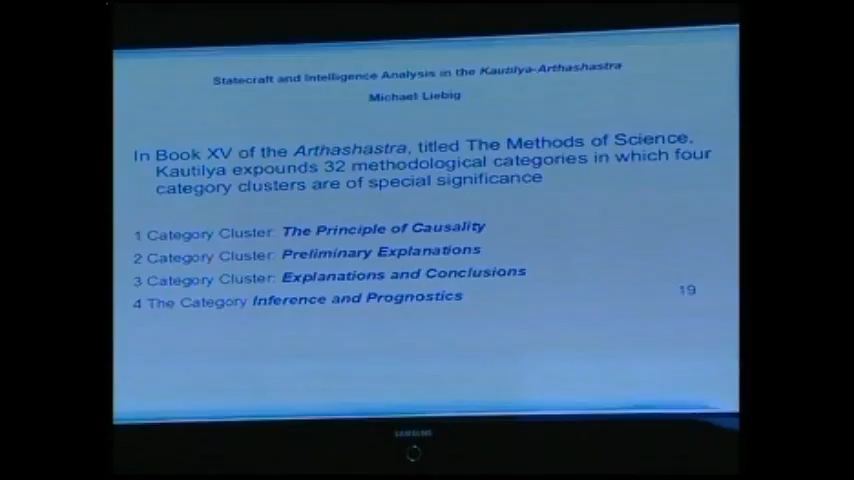 Statecraft and Intelligence Analysis in the Kautilya-Arthashastra
Michael Liebig
In Book XV of the Arthashastra, titled The Methods of Science,
Kautilya expounds 32 methodological categories in which four
category clusters are of special significance
1 Category Cluster: The Principle of Causality
2 Category Cluster: Preliminary Explanations
3 Category Cluster: Explanations and Conclusions
4 The Category Inference and Prognostics
19
SAMSUNG